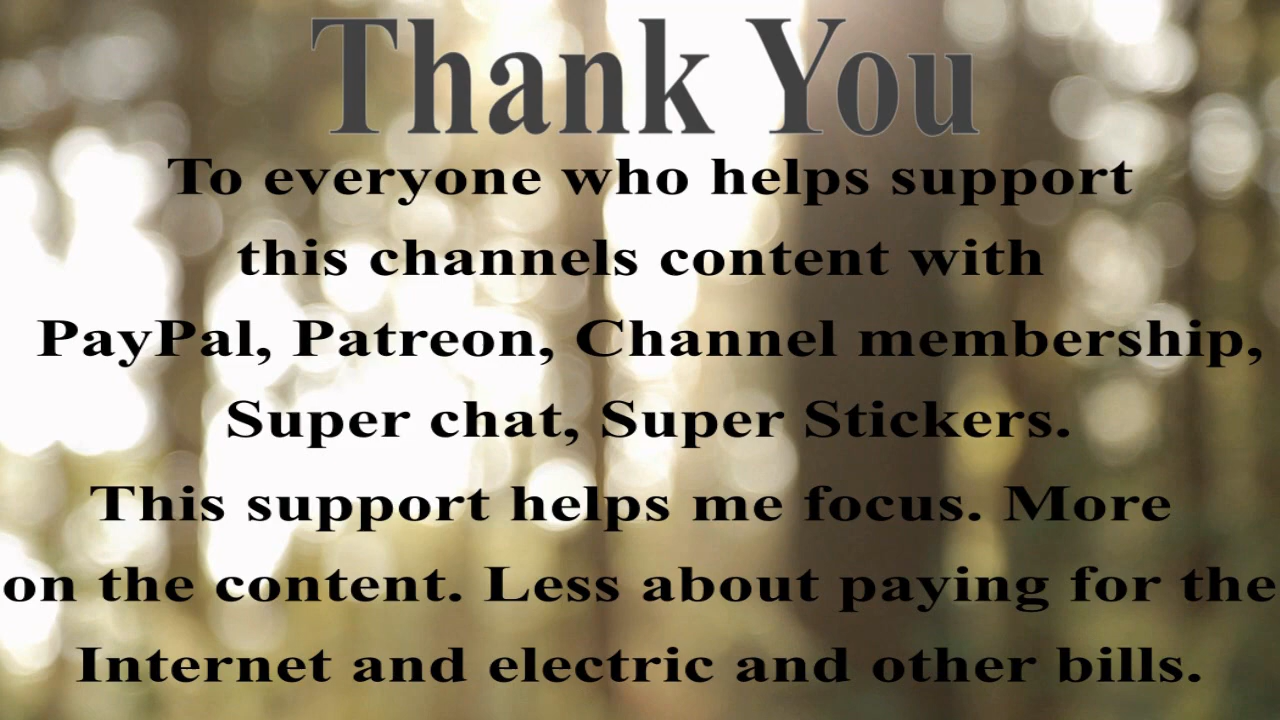 Thank You
To everyone who helps support
this channels content with
PayPal, Patreon, Channel membership,
Super chat, Super Stickers.
This support helps me focus. More
on the content. Less about paying for the
Internet and electric and other bills.